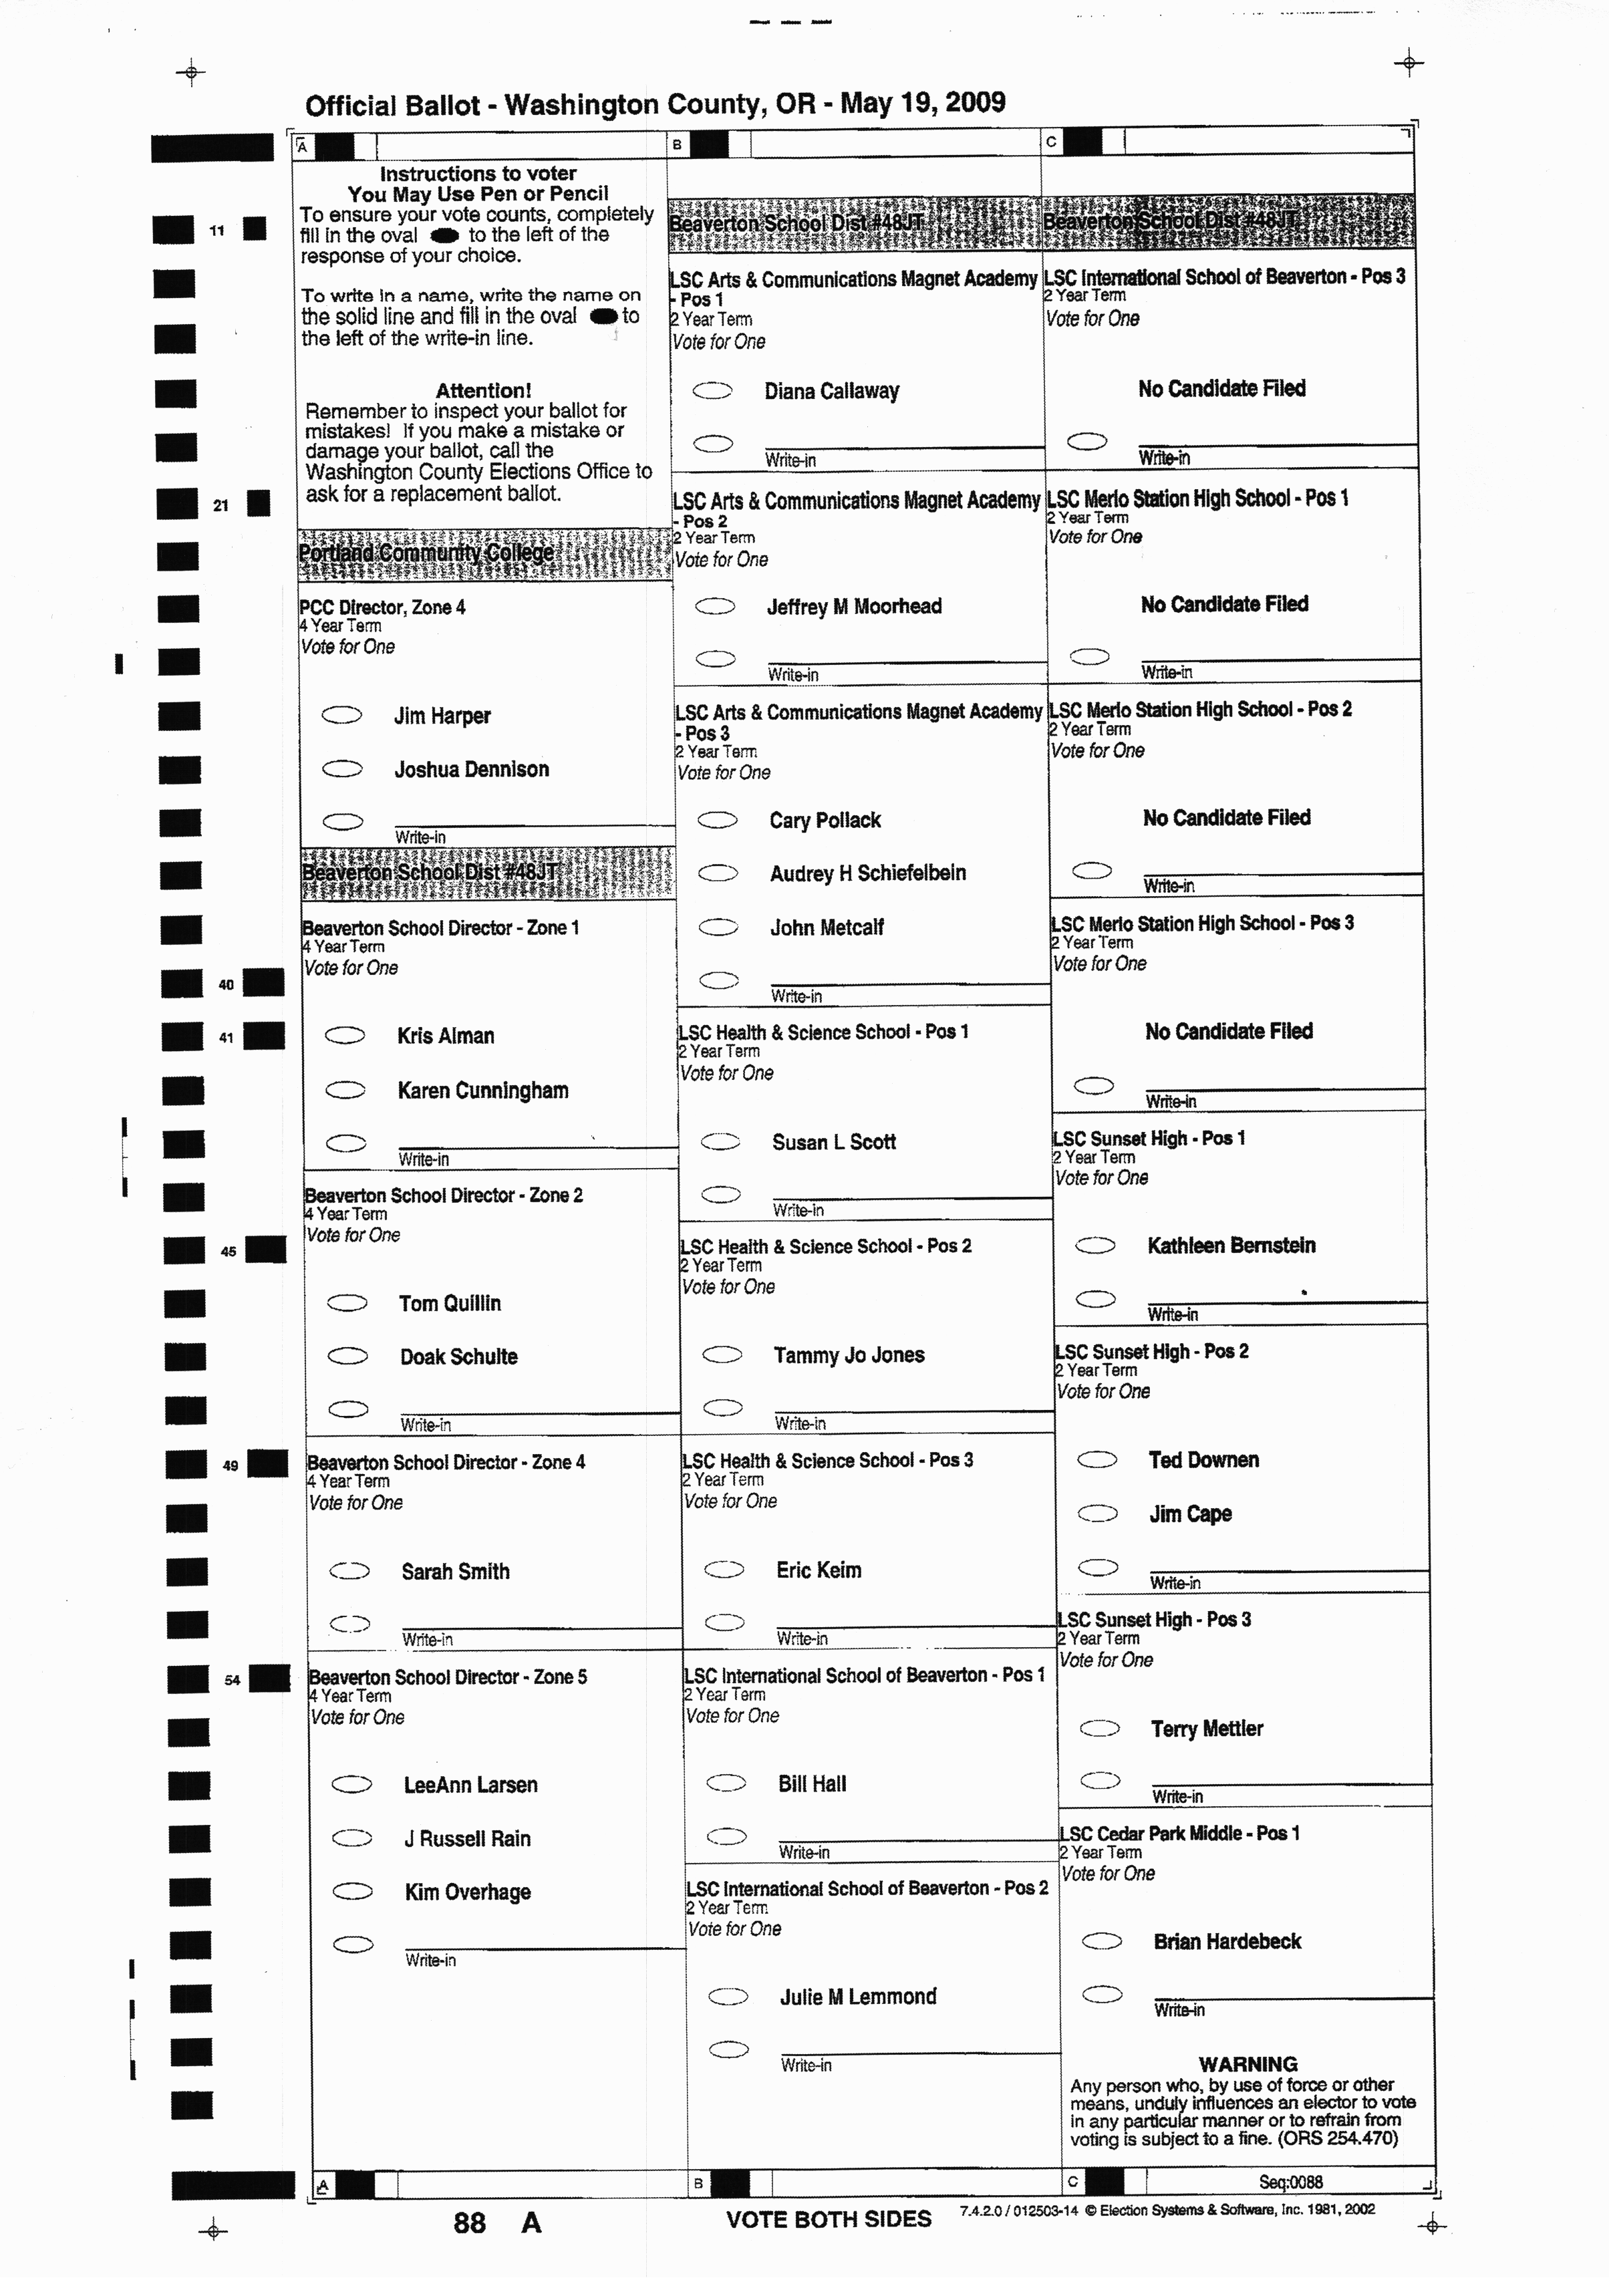 Official Ballot - Washington County, OR - May 19, 2009
A
B
C
11
21
40
41
45
49
54
Instructions to voter
You May Use Pen or Pencil
To ensure your vote counts, completely
fill in the oval to the left of the
response of your choice.
To write in a name, write the name on
the solid line and fill in the oval to
the left of the write-in line.
Attention!
Remember to inspect your ballot for
mistakes! If you make a mistake or
damage your ballot, call the
Washington County Elections Office to
ask for a replacement ballot.
Portland Community College
PCC Director, Zone 4
4 Year Term
Vote for One
Jim Harper
Joshua Dennison
Write-in
Beaverton School Dist #48JT
Beaverton School Director - Zone 1
4 Year Term
Vote for One
Kris Alman
Karen Cunningham
Write-in
Beaverton School Director - Zone 2
4 Year Term
Vote for One
Tom Quillin
Doak Schulte
Write-in
Beaverton School Director - Zone 4
4 Year Term
Vote for One
Sarah Smith
Write-in
Beaverton School Director - Zone 5
4 Year Term
Vote for One
LeeAnn Larsen
J Russell Rain
Kim Overhage
Write-in
Beaverton School Dist #48JT
LSC Arts & Communications Magnet Academy
- Pos 1
2 Year Term
Vote for One
Diana Callaway
Write-in
LSC Arts & Communications Magnet Academy
- Pos 2
2 Year Term
Vote for One
Jeffrey M Moorhead
Write-in
LSC Arts & Communications Magnet Academy
- Pos 3
2 Year Term
Vote for One
Cary Pollack
Audrey H Schiefelbein
John Metcalf
Write-in
LSC Health & Science School - Pos 1
2 Year Term
Vote for One
Susan L Scott
Write-in
LSC Health & Science School - Pos 2
2 Year Term
Vote for One
Tammy Jo Jones
Write-in
LSC Health & Science School - Pos 3
2 Year Term
Vote for One
Eric Keim
Write-in
LSC International School of Beaverton - Pos 1
2 Year Term
Vote for One
Bill Hall
Write-in
LSC International School of Beaverton - Pos 2
2 Year Term
Vote for One
Julie M Lemmond
Write-in
Beaverton School Dist #48JT
LSC International School of Beaverton - Pos 3
2 Year Term
Vote for One
No Candidate Filed
Write-in
LSC Merlo Station High School - Pos 1
2 Year Term
Vote for One
No Candidate Filed
Write-in
LSC Merlo Station High School - Pos 2
2 Year Term
Vote for One
No Candidate Filed
Write-in
LSC Merlo Station High School - Pos 3
2 Year Term
Vote for One
No Candidate Filed
Write-in
LSC Sunset High - Pos 1
2 Year Term
Vote for One
Kathleen Bernstein
Write-in
LSC Sunset High - Pos 2
2 Year Term
Vote for One
Ted Downen
Jim Cape
Write-in
LSC Sunset High - Pos 3
2 Year Term
Vote for One
Terry Mettler
Write-in
LSC Cedar Park Middle - Pos 1
2 Year Term
Vote for One
Brian Hardebeck
Write-in
WARNING
Any person who, by use of force or other
means, unduly influences an elector to vote
in any particular manner or to refrain from
voting is subject to a fine. (ORS 254.470)
A
B
C
Seq:0088
88 A
VOTE BOTH SIDES
7.4.2.0 / 012503-14 © Election Systems & Software, Inc. 1981, 2002